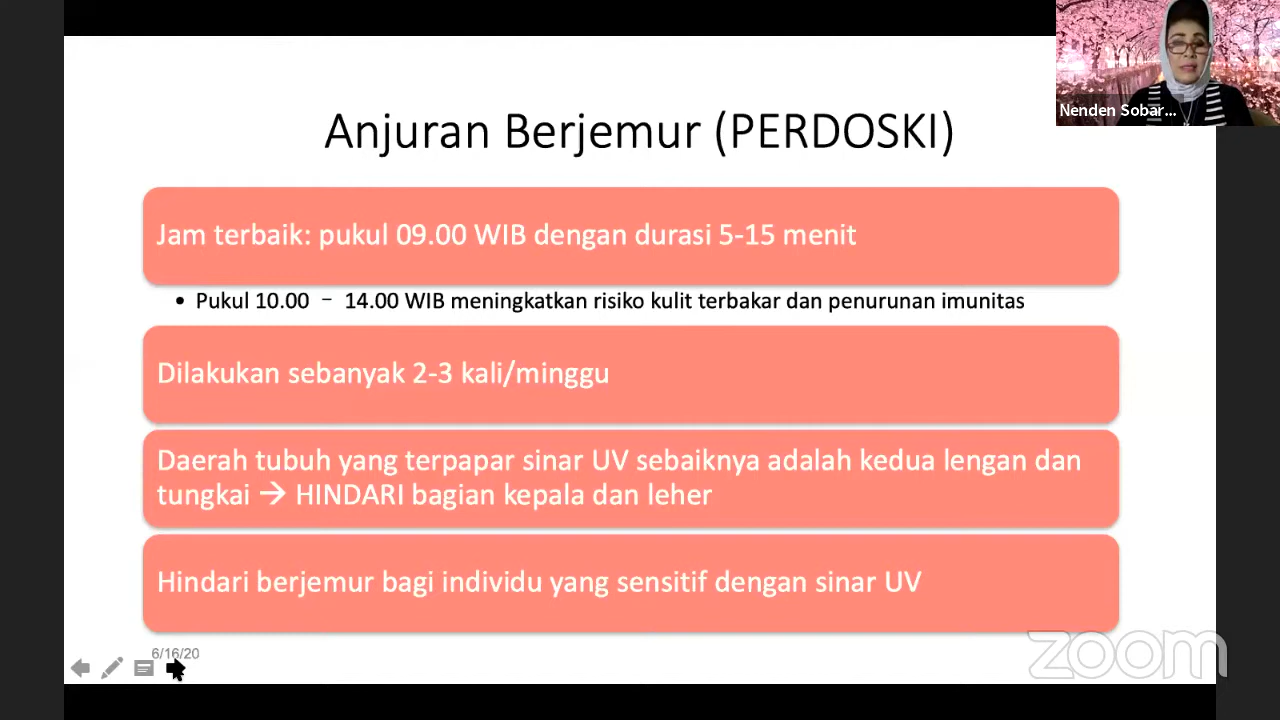 Nenden Sobar...
Anjuran Berjemur (PERDOSKI)
Jam terbaik: pukul 09.00 WIB dengan durasi 5-15 menit
• Pukul 10.00 – 14.00 WIB meningkatkan risiko kulit terbakar dan penurunan imunitas
Dilakukan sebanyak 2-3 kali/minggu
Daerah tubuh yang terpapar sinar UV sebaiknya adalah kedua lengan dan
tungkai → HINDARI bagian kepala dan leher
Hindari berjemur bagi individu yang sensitif dengan sinar UV
6/16/20
zoom